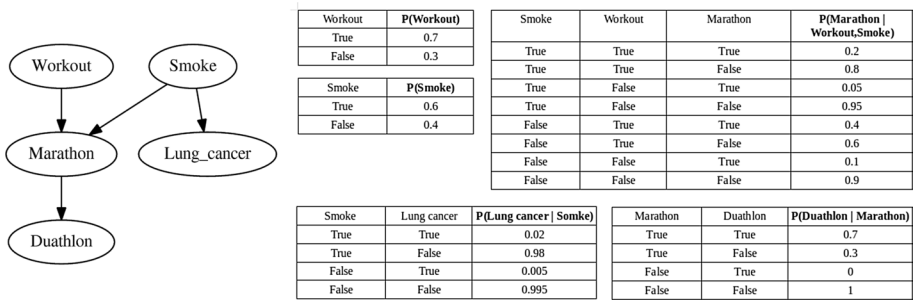 Workout
Smoke
Marathon
Lung_cancer
Duathlon
Workout P(Workout)
True 0.7
False 0.3
Smoke P(Smoke)
True 0.6
False 0.4
Smoke Workout Marathon P(Marathon |
Workout,Smoke)
True True True 0.2
True True False 0.8
True False True 0.05
True False False 0.95
False True True 0.4
False True False 0.6
False False True 0.1
False False False 0.9
Smoke Lung cancer P(Lung cancer | Somke)
True True 0.02
True False 0.98
False True 0.005
False False 0.995
Marathon Duathlon P(Duathlon | Marathon)
True True 0.7
True False 0.3
False True 0
False False 1